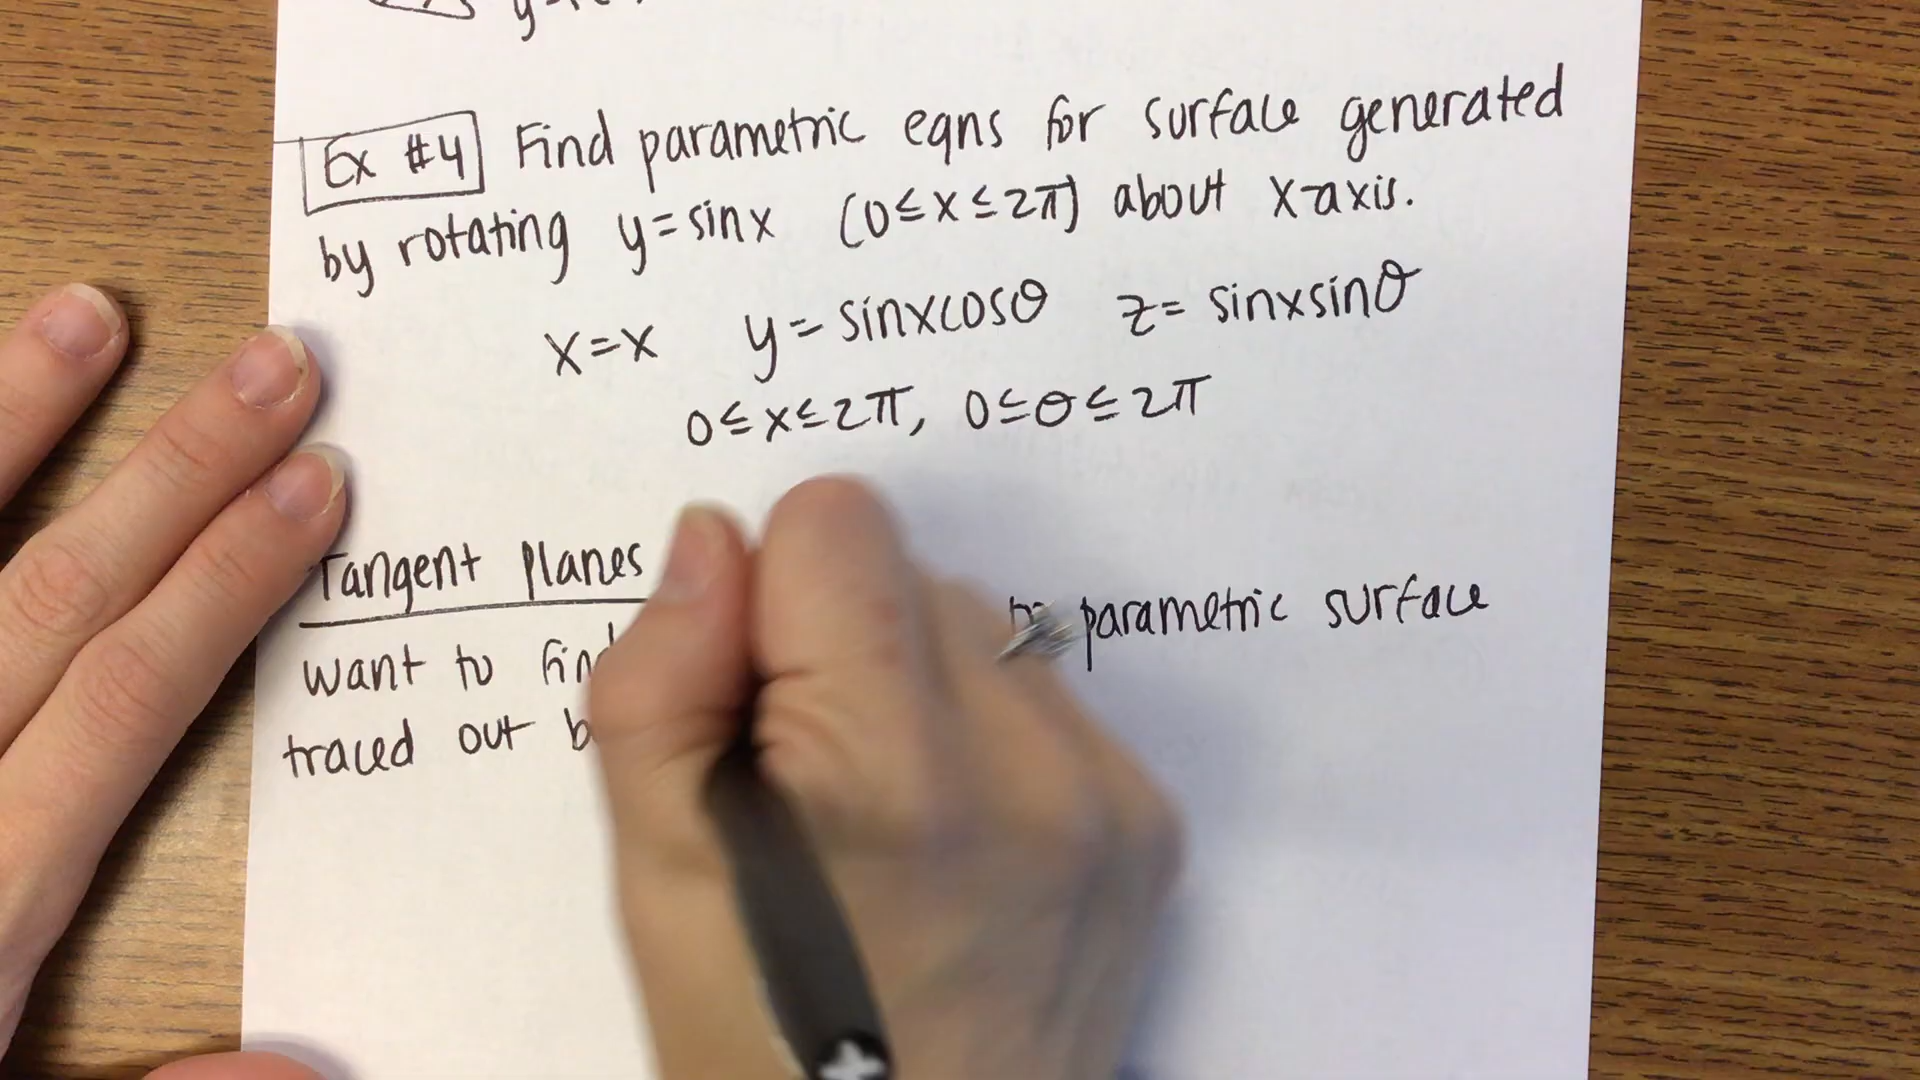 Ex #4 Find parametric eqns for surface generated
by rotating y=sinx (0≤x≤2π) about x-axis.
x=x y=sinxcosθ z=sinxsinθ
0≤x≤2π, 0≤θ≤2π
Tangent Planes
want to find parametric surface
traced out